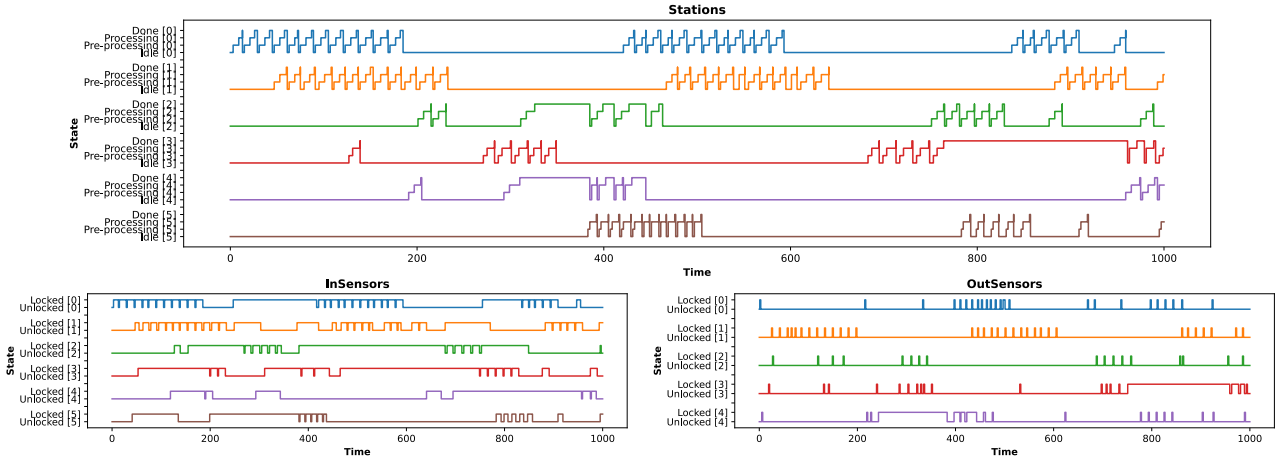 Stations
State
Done [0]
Processing [0]
Pre-processing [0]
Idle [0]
Done [1]
Processing [1]
Pre-processing [1]
Idle [1]
Done [2]
Processing [2]
Pre-processing [2]
Idle [2]
Done [3]
Processing [3]
Pre-processing [3]
Idle [3]
Done [4]
Processing [4]
Pre-processing [4]
Idle [4]
Done [5]
Processing [5]
Pre-processing [5]
Idle [5]
0 200 400 600 800 1000
Time
InSensors
State
Locked [0]
Unlocked [0]
Locked [1]
Unlocked [1]
Locked [2]
Unlocked [2]
Locked [3]
Unlocked [3]
Locked [4]
Unlocked [4]
Locked [5]
Unlocked [5]
0 200 400 600 800 1000
Time
OutSensors
State
Locked [0]
Unlocked [0]
Locked [1]
Unlocked [1]
Locked [2]
Unlocked [2]
Locked [3]
Unlocked [3]
Locked [4]
Unlocked [4]
0 200 400 600 800 1000
Time